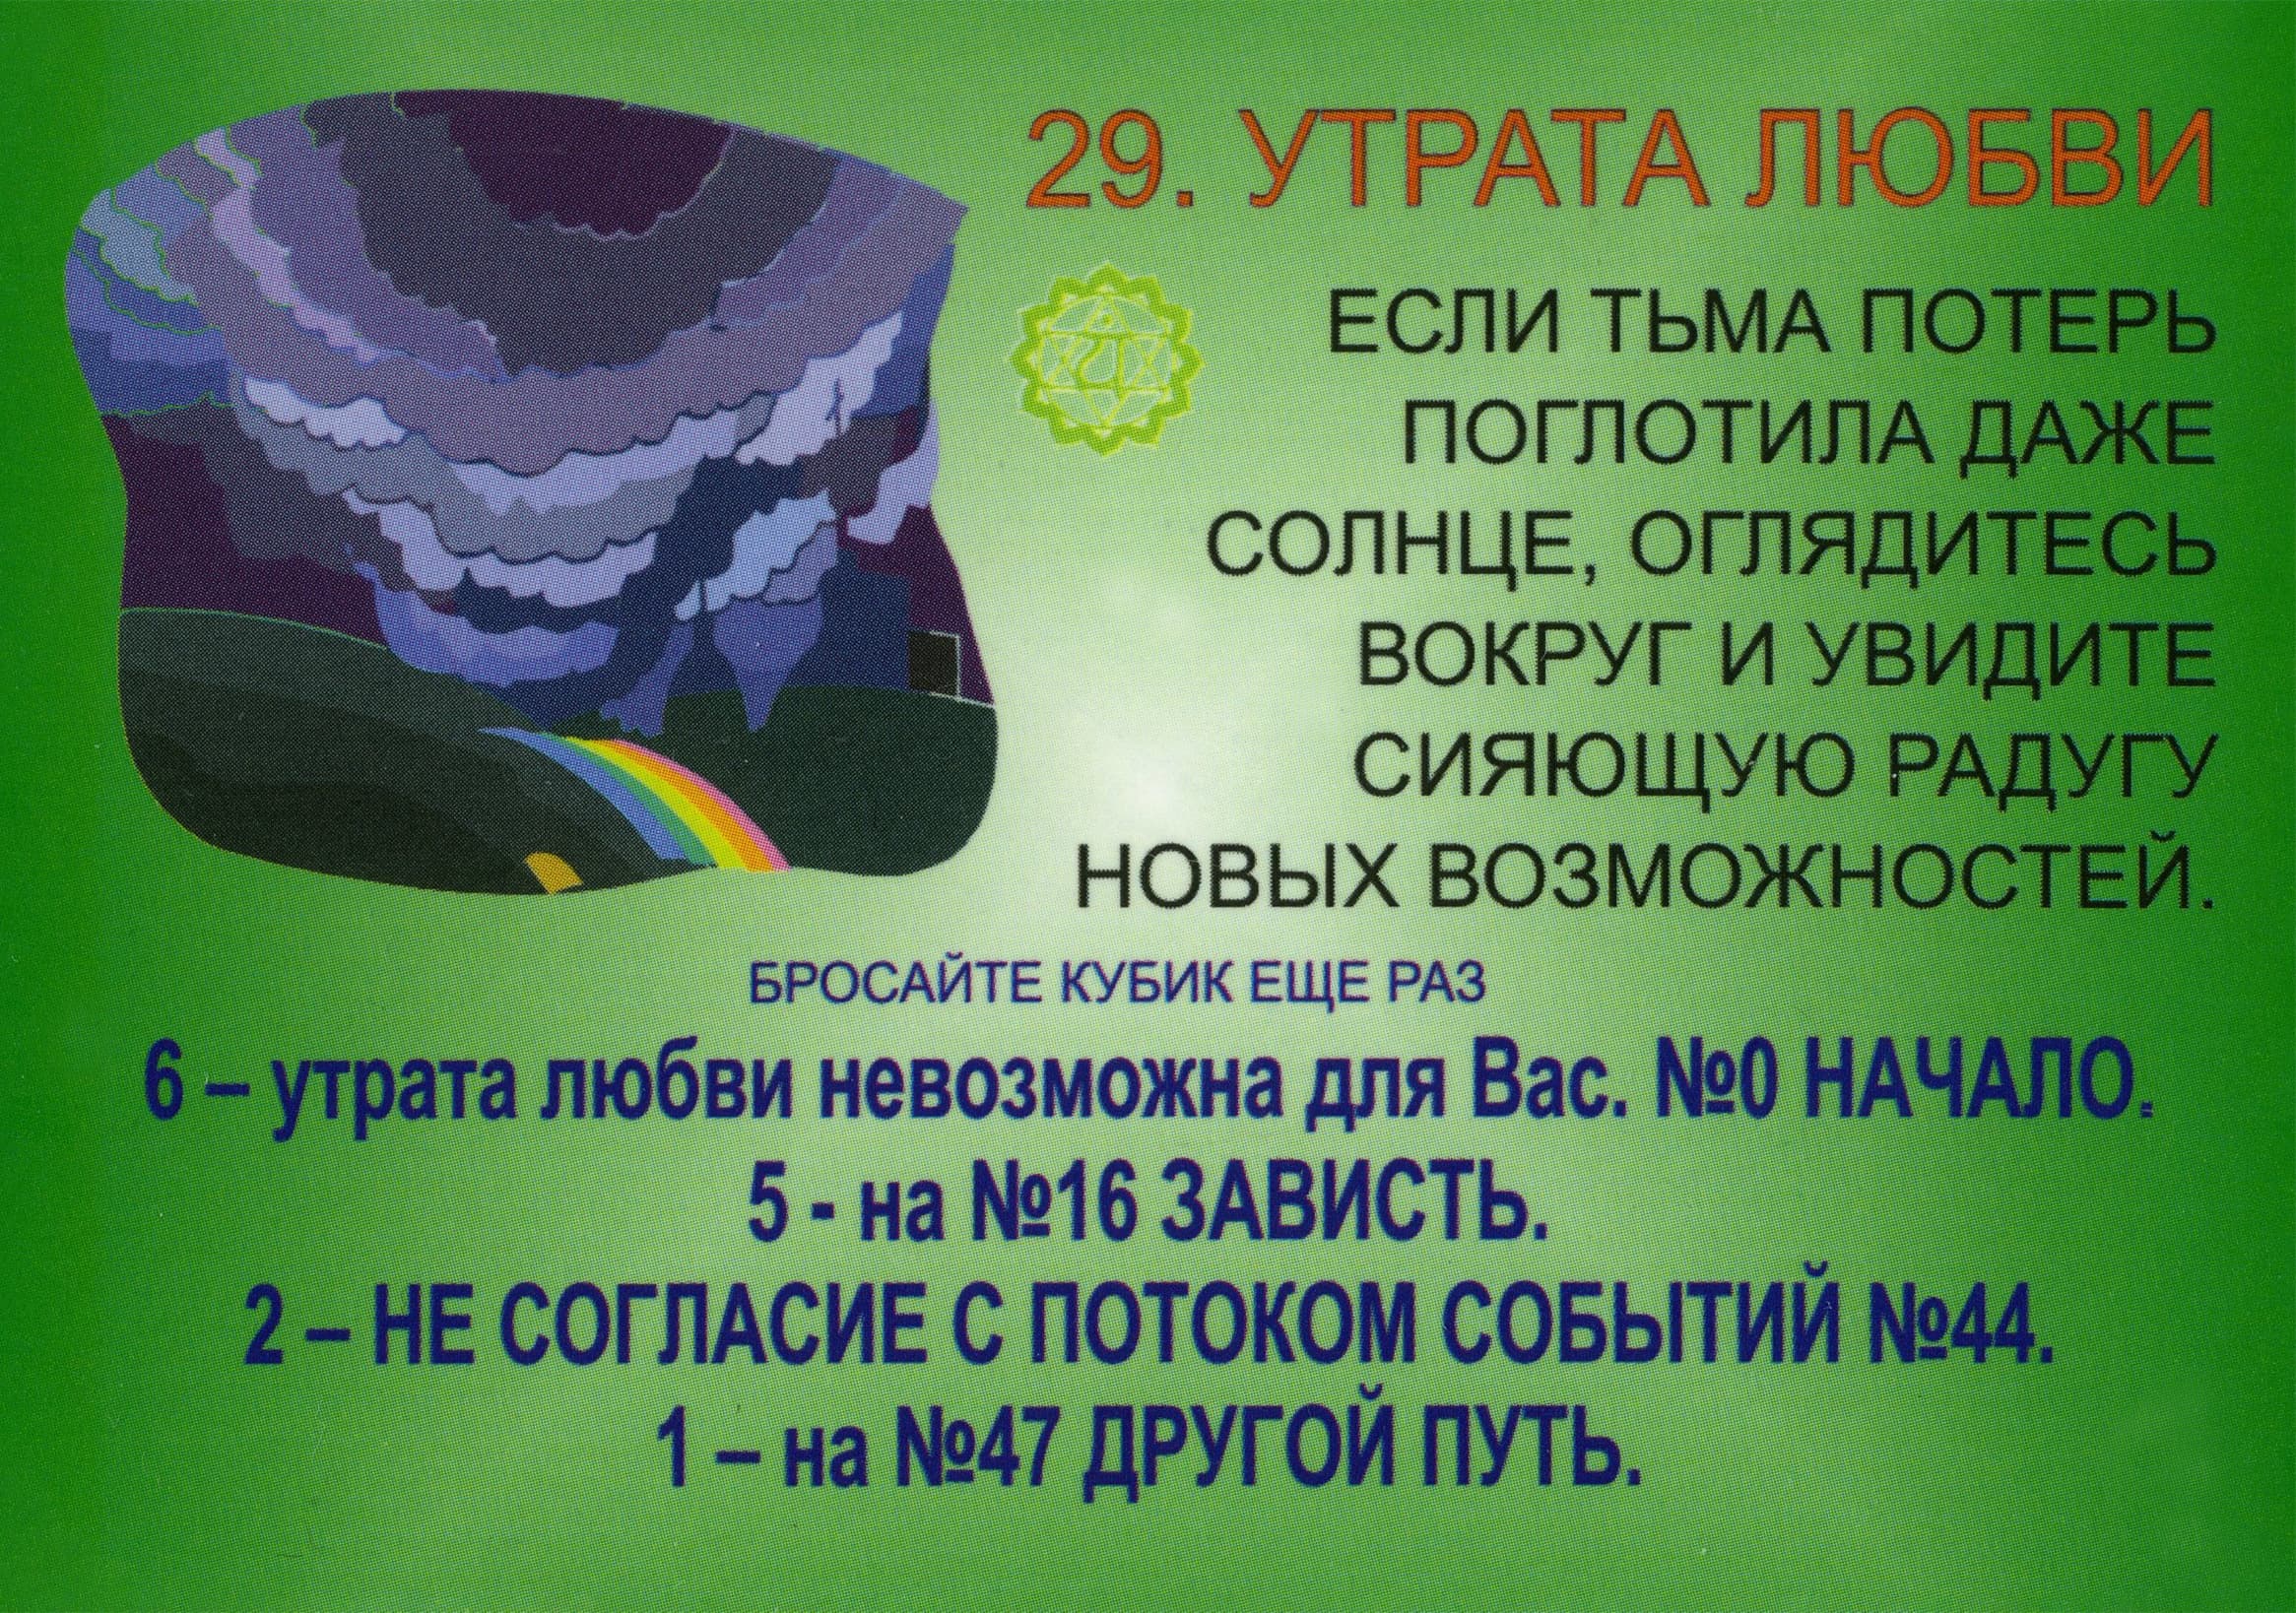 29. УТРАТА ЛЮБВИ
ЕСЛИ ТЬМА ПОТЕРЬ
ПОГЛОТИЛА ДАЖЕ
СОЛНЦЕ, ОГЛЯДИТЕСЬ
ВОКРУГ И УВИДИТЕ
СИЯЮЩУЮ РАДУГУ
НОВЫХ ВОЗМОЖНОСТЕЙ.
БРОСАЙТЕ КУБИК ЕЩЕ РАЗ
6 – утрата любви невозможна для Вас. №0 НАЧАЛО.
5 - на №16 ЗАВИСТЬ.
2 – НЕ СОГЛАСИЕ С ПОТОКОМ СОБЫТИЙ №44.
1 – на №47 ДРУГОЙ ПУТЬ.